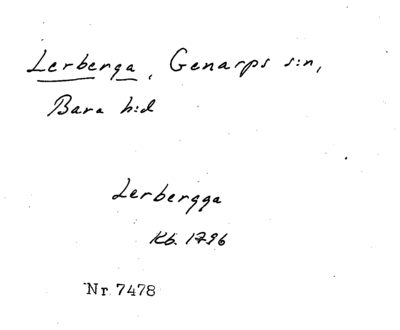 Lerberga, Genarps s:n,
Bara h:d
Lerbergga
Kb. 1796
Nr 7478